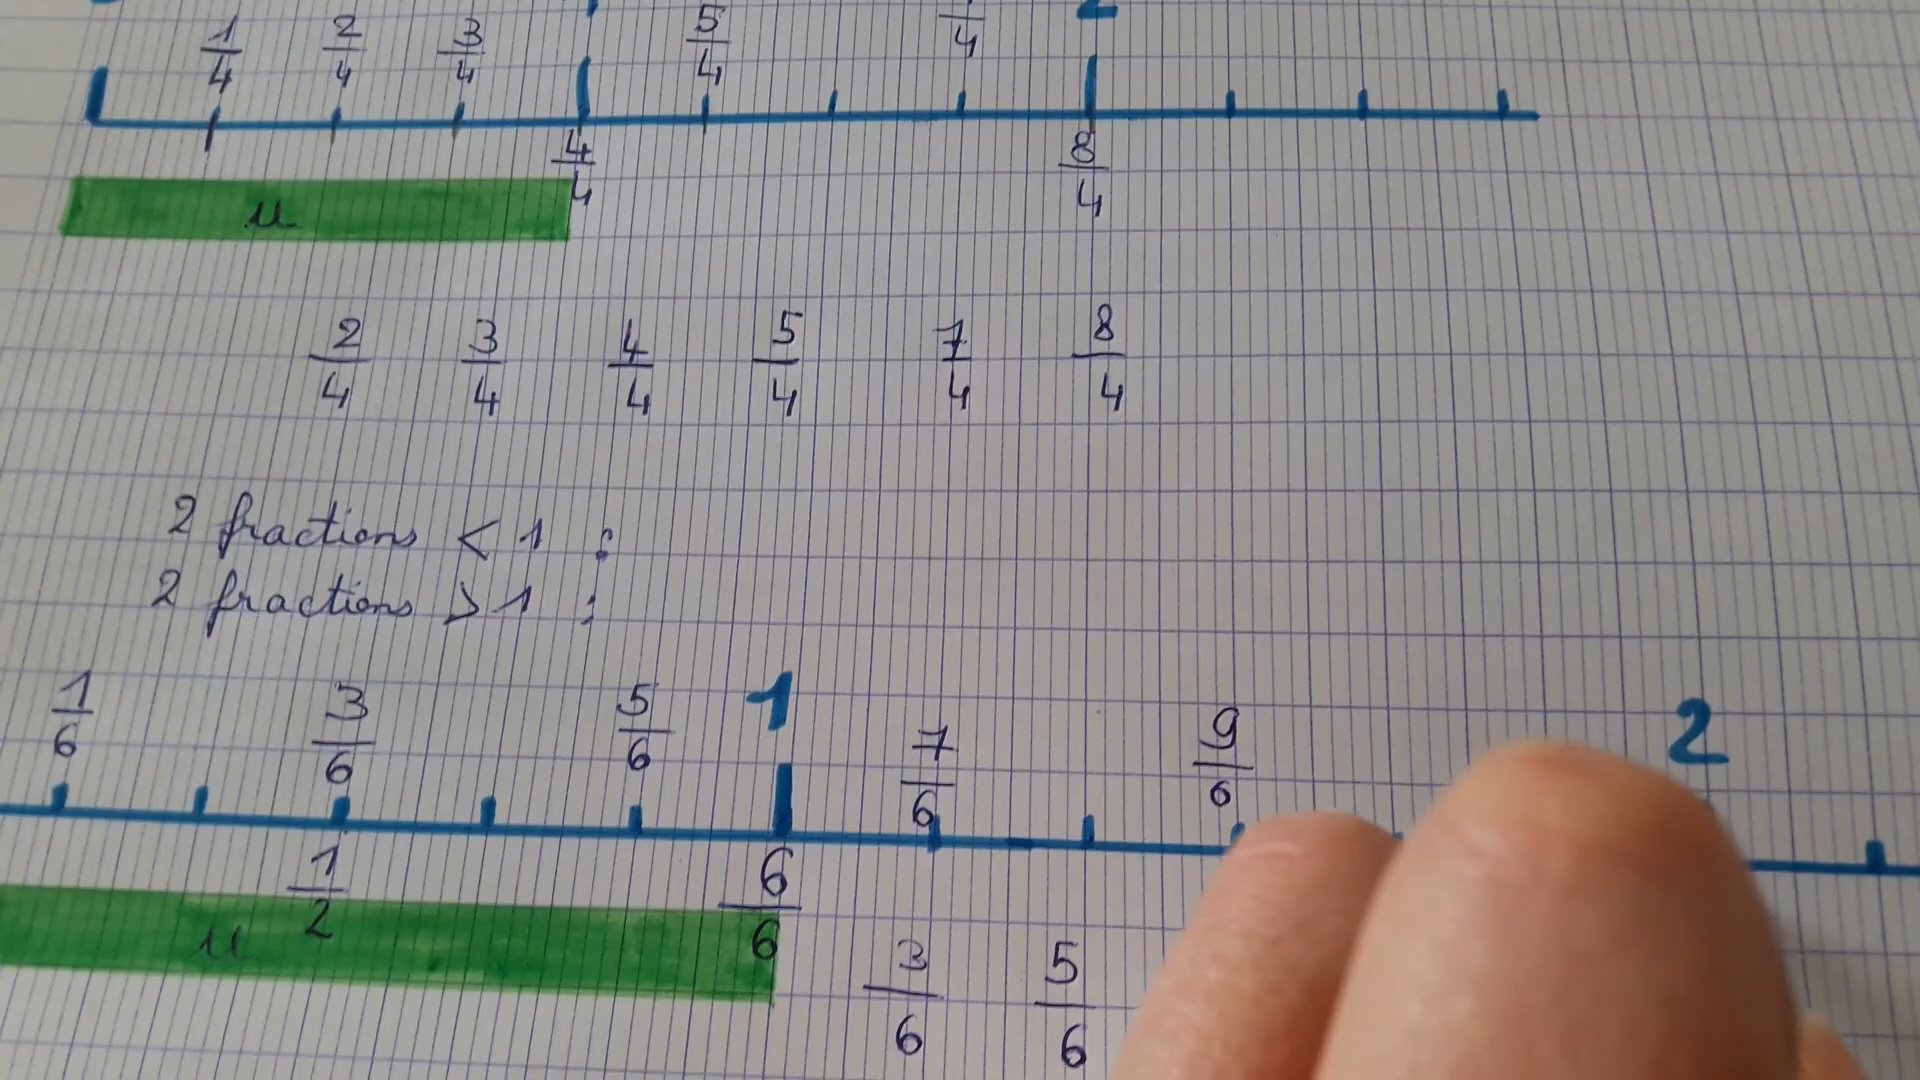 1/4 2/4 3/4 5/4 /4 2
4/4 8/4
u
2/4 3/4 4/4 5/4 7/4 8/4
2 fractions < 1 :
2 fractions > 1 :
1/6 3/6 5/6 1 7/6 9/6 2
1/2 6/6
u
3/6 5/6